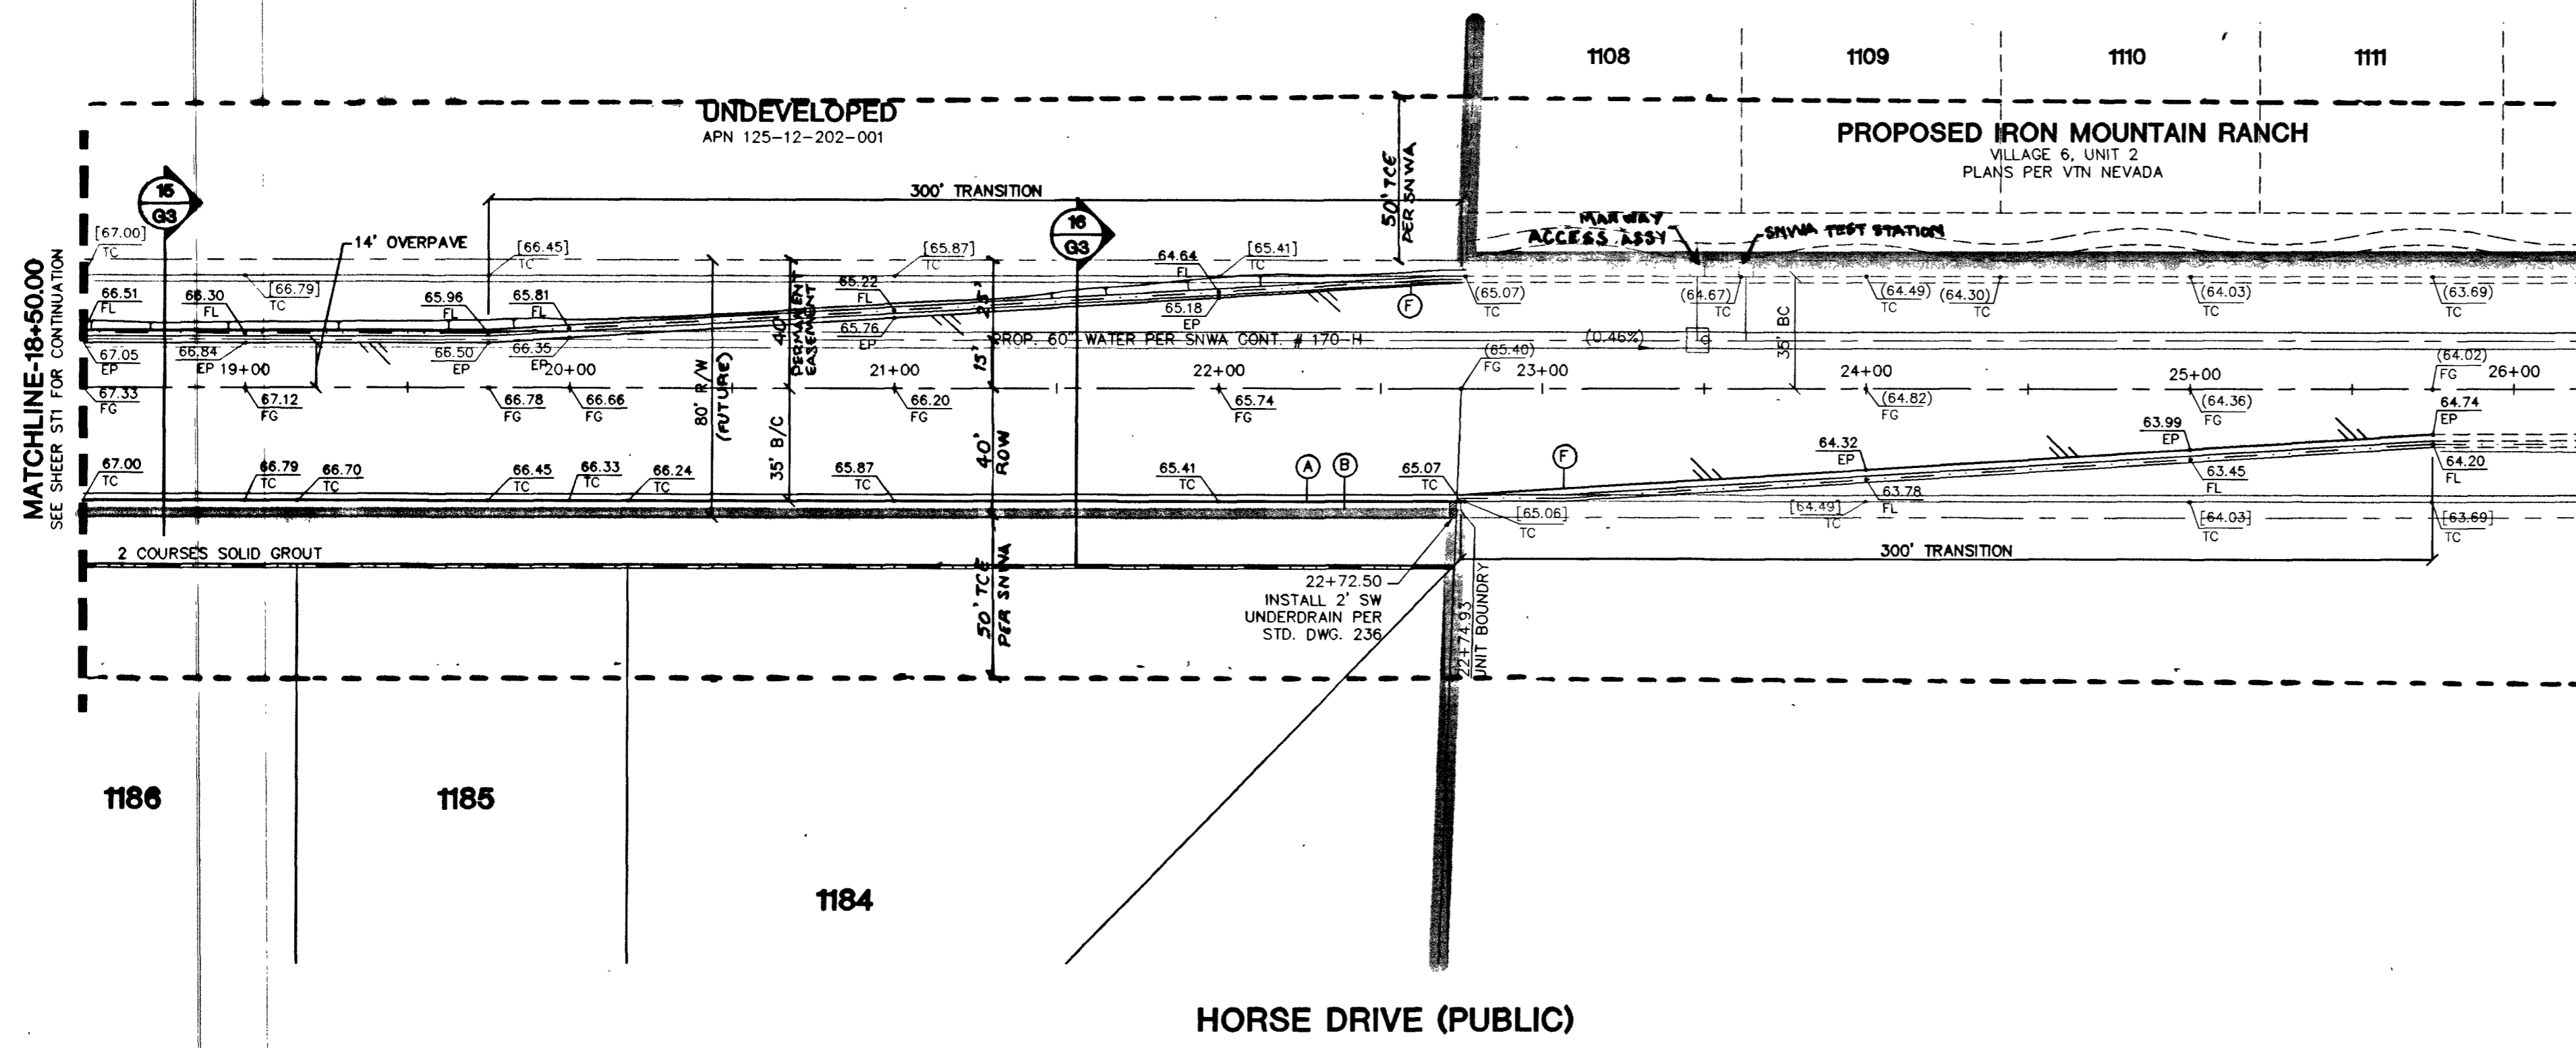 1108
1109
1110
1111
UNDEVELOPED
APN 125-12-202-001
PROPOSED IRON MOUNTAIN RANCH
VILLAGE 6, UNIT 2
PLANS PER VTN NEVADA
50' TCE
PER SNWA
15
G3
300' TRANSITION
16
G3
MANWAY
ACCESS ASSY
SNWA TEST STATION
MATCHLINE-18+50.00
SEE SHEER ST1 FOR CONTINUATION
[67.00]
TC
14' OVERPAVE
[66.45]
TC
[65.87]
TC
64.64
FL
[65.41]
TC
66.51
FL
66.30
FL
[66.79]
TC
65.96
FL
65.81
FL
65.22
FL
F
(65.07)
TC
(64.67)
TC
(64.49)
TC
(64.30)
TC
(64.03)
TC
(63.69)
TC
67.05
EP
66.84
EP
66.50
EP
66.35
EP
65.76
EP
65.18
EP
40'
PERMANENT
EASEMENT
25'
15'
PROP. 60" WATER PER SNWA CONT. # 170-H
(0.46%)
35' BC
(65.40)
FG
(64.02)
FG
19+00
20+00
21+00
22+00
23+00
24+00
25+00
26+00
67.33
FG
67.12
FG
66.78
FG
66.66
FG
66.20
FG
65.74
FG
(64.82)
FG
(64.36)
FG
64.74
EP
80' R/W
(FUTURE)
35' B/C
40'
ROW
64.32
EP
63.99
EP
67.00
TC
66.79
TC
66.70
TC
66.45
TC
66.33
TC
66.24
TC
65.87
TC
65.41
TC
A
B
65.07
TC
F
63.78
FL
63.45
FL
64.20
FL
[65.06]
TC
[64.49]
TC
[64.03]
TC
[63.69]
TC
2 COURSES SOLID GROUT
300' TRANSITION
50' TCE
PER SNWA
22+72.50
INSTALL 2' SW
UNDERDRAIN PER
STD. DWG. 236
22+74.93
UNIT BOUNDRY
1186
1185
1184
HORSE DRIVE (PUBLIC)